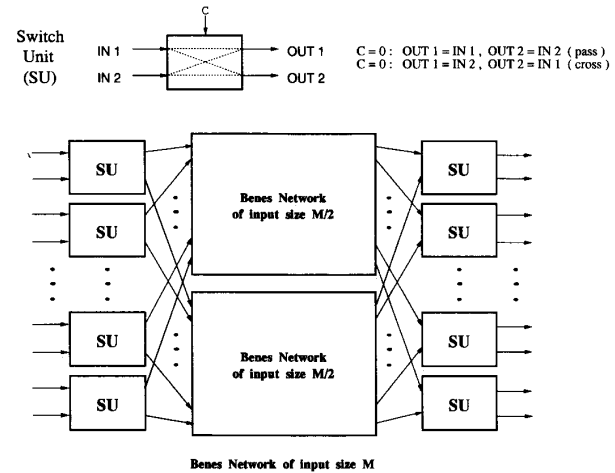 C
Switch
Unit
(SU)
IN 1
OUT 1
IN 2
OUT 2
C = 0 : OUT 1 = IN 1 , OUT 2 = IN 2 ( pass )
C = 0 : OUT 1 = IN 2 , OUT 2 = IN 1 ( cross )
SU
SU
SU
SU
Benes Network
of input size M/2
Benes Network
of input size M/2
SU
SU
SU
SU
Benes Network of input size M